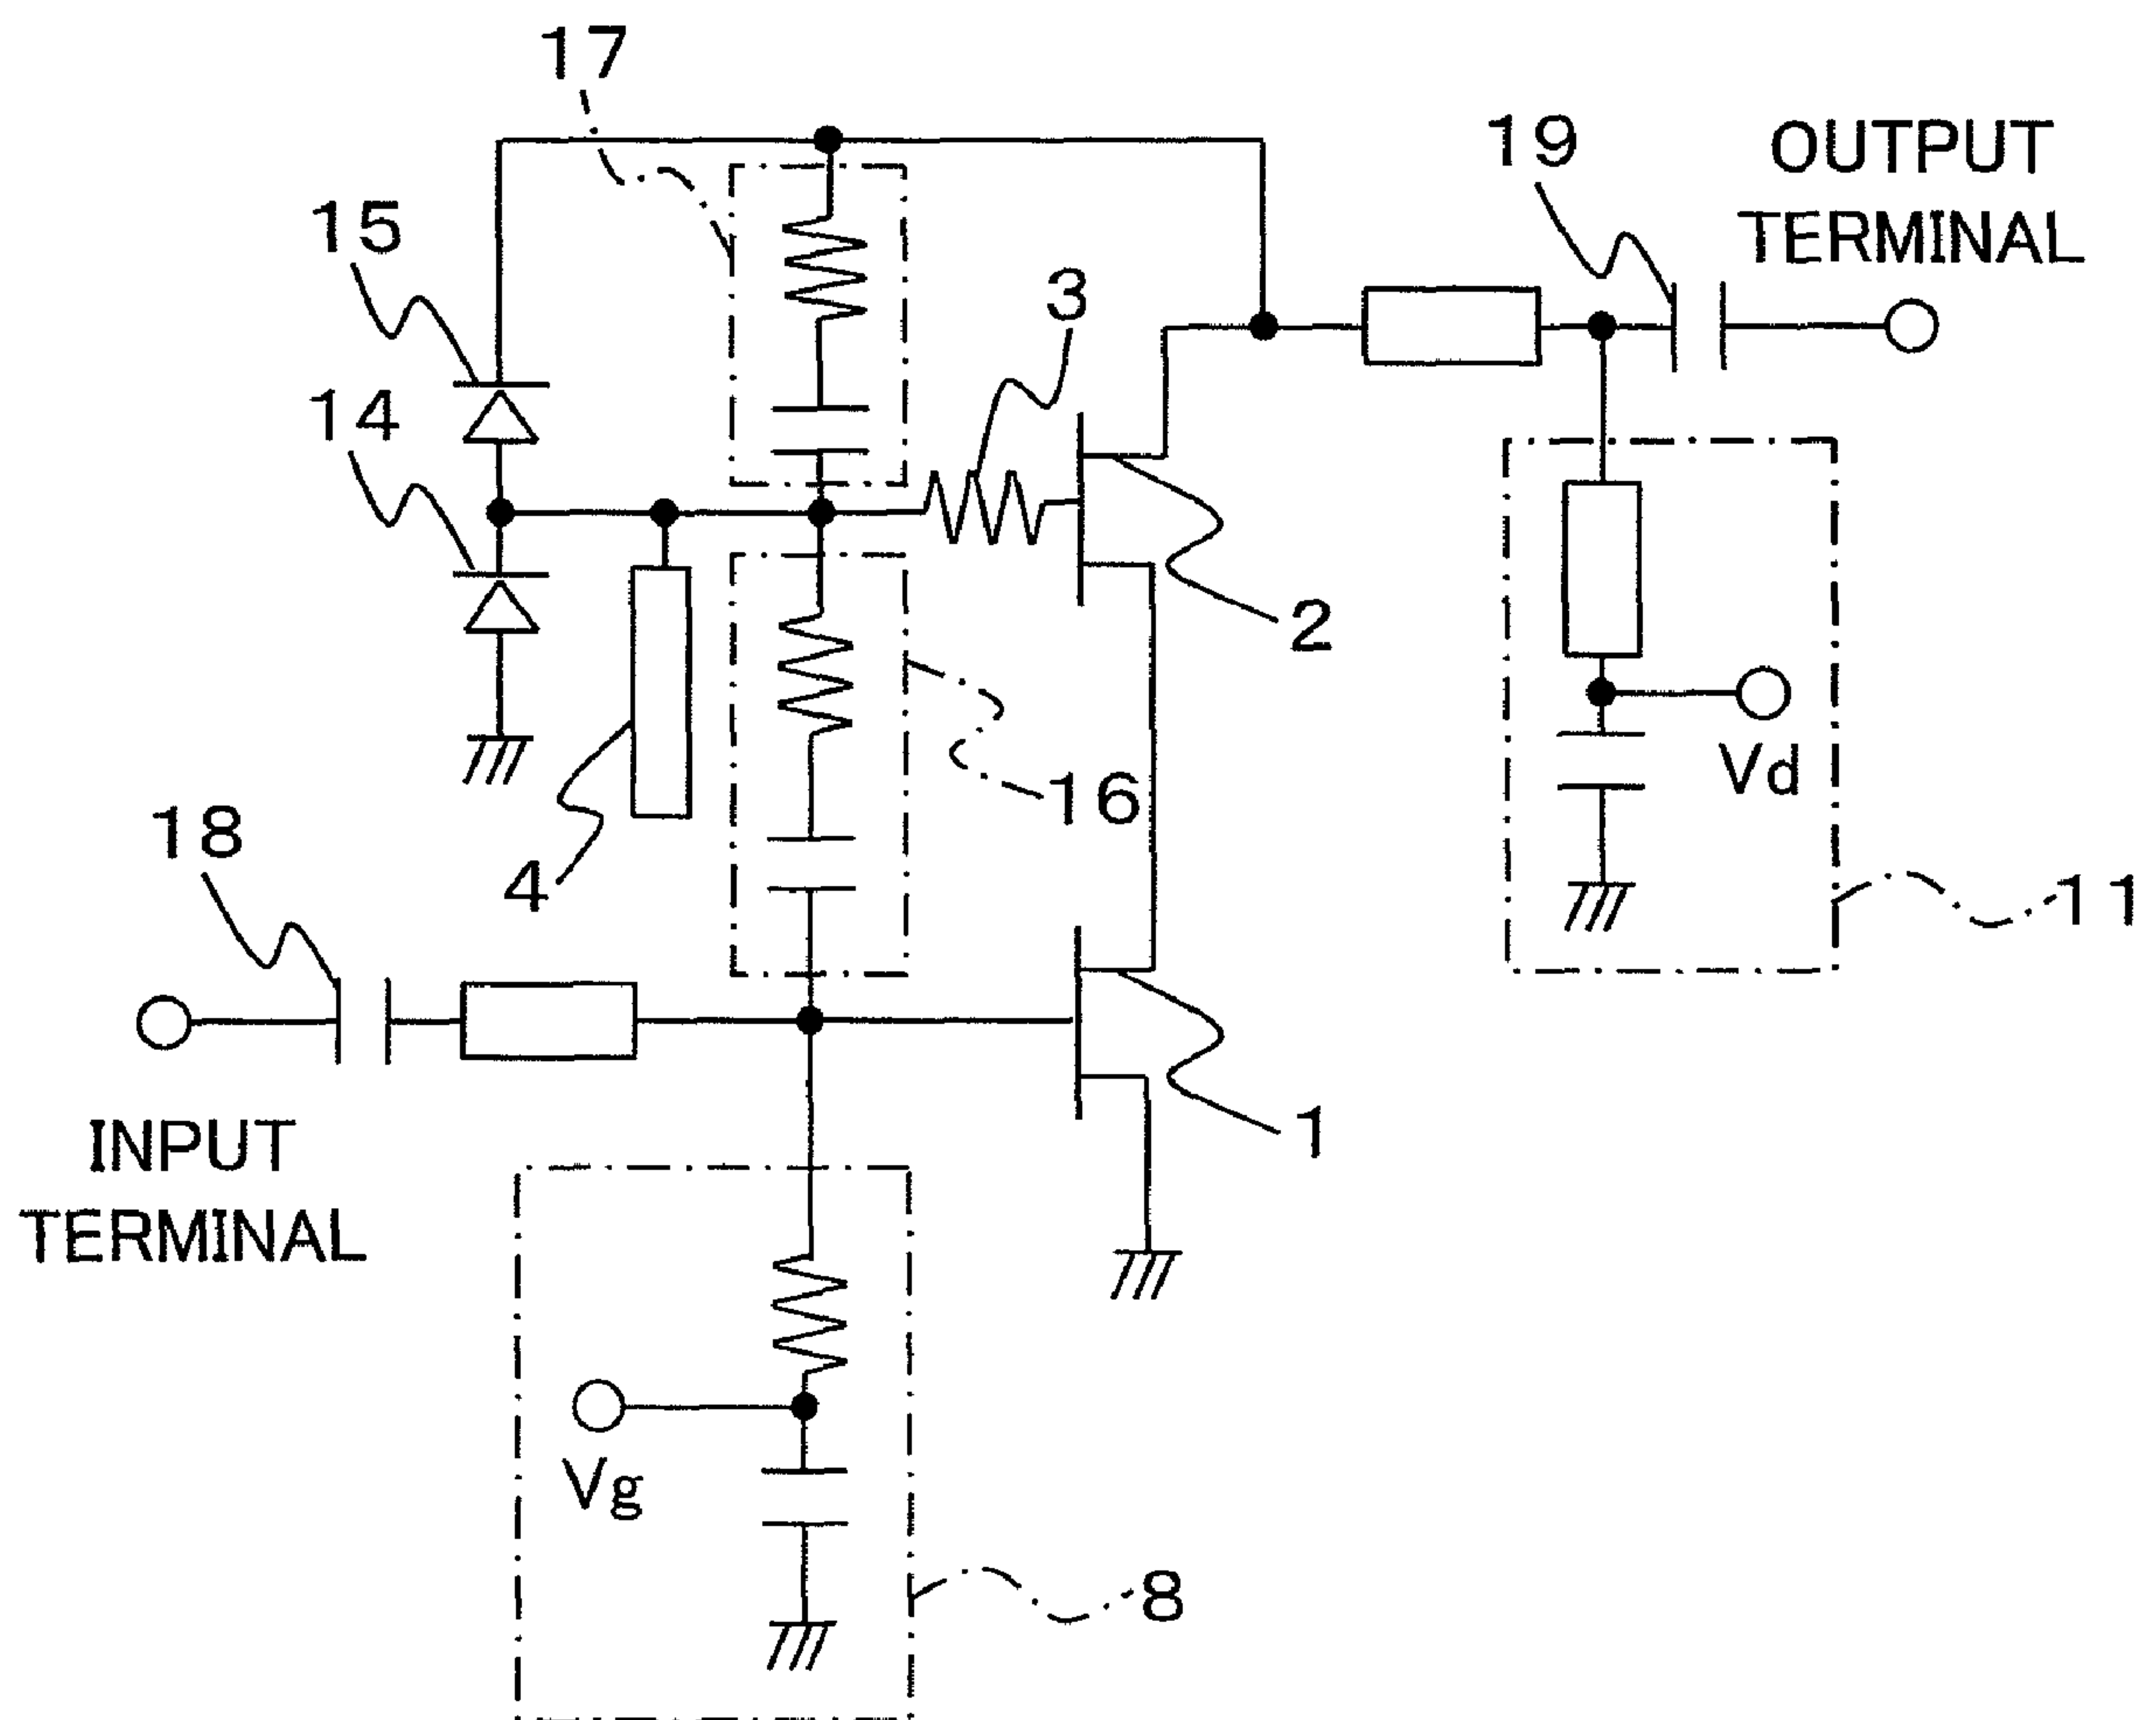 17
19
OUTPUT
TERMINAL
15
3
14
2
Vd
16
18
4
11
INPUT
TERMINAL
1
Vg
8